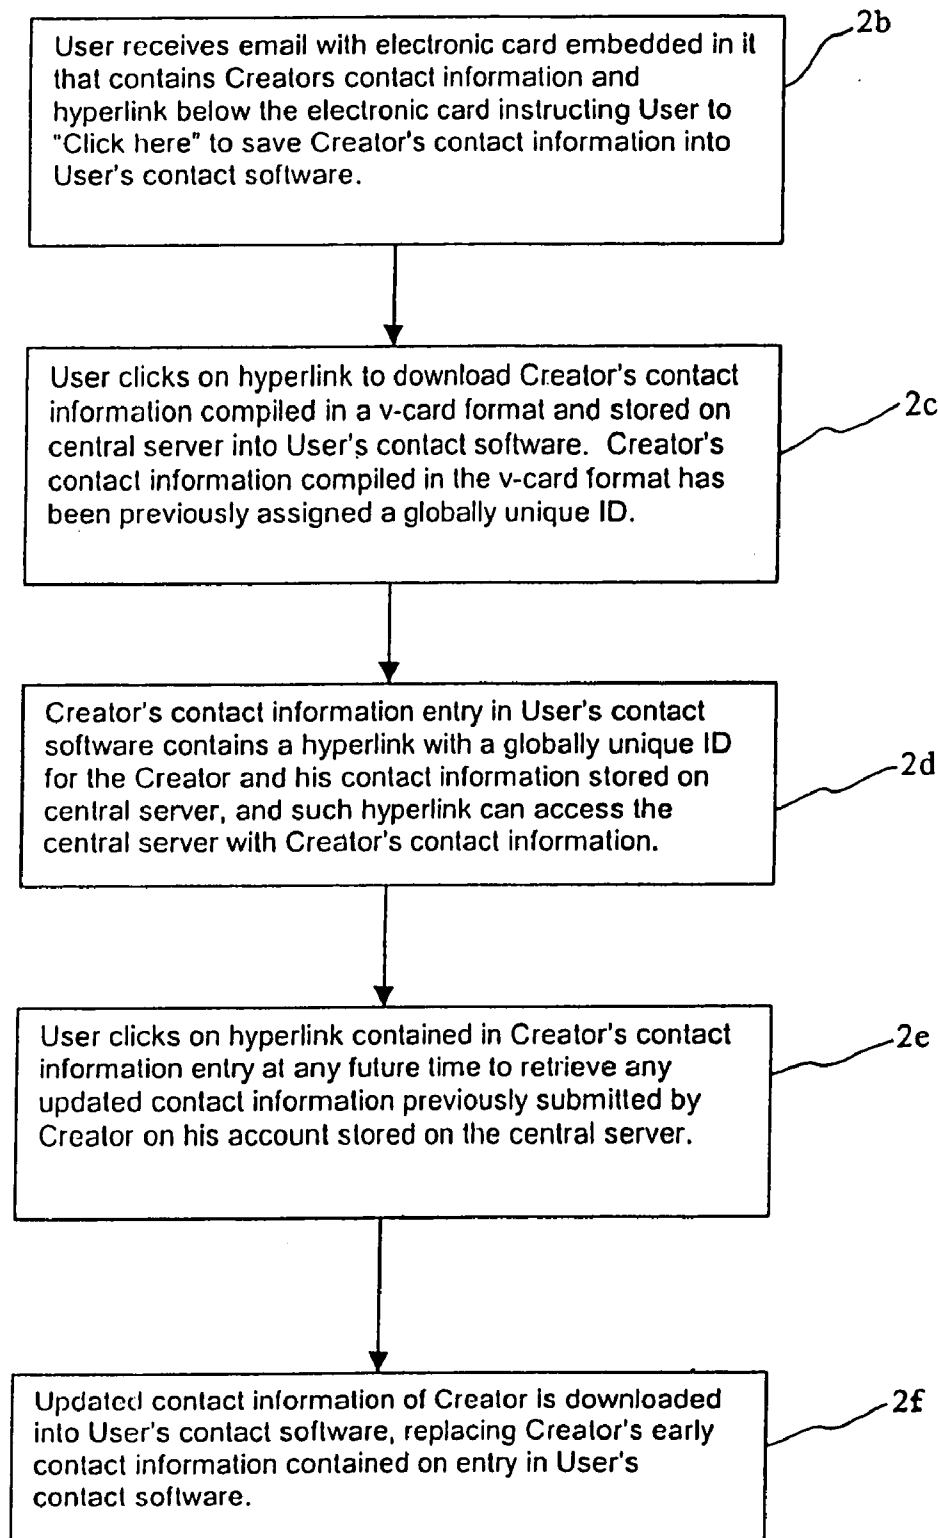 User receives email with electronic card embedded in it
that contains Creators contact information and
hyperlink below the electronic card instructing User to
"Click here" to save Creator's contact information into
User's contact software.
2b
User clicks on hyperlink to download Creator's contact
information compiled in a v-card format and stored on
central server into User's contact software. Creator's
contact information compiled in the v-card format has
been previously assigned a globally unique ID.
2c
Creator's contact information entry in User's contact
software contains a hyperlink with a globally unique ID
for the Creator and his contact information stored on
central server, and such hyperlink can access the
central server with Creator's contact information.
2d
User clicks on hyperlink contained in Creator's contact
information entry at any future time to retrieve any
updated contact information previously submitted by
Creator on his account stored on the central server.
2e
Updated contact information of Creator is downloaded
into User's contact software, replacing Creator's early
contact information contained on entry in User's
contact software.
2f